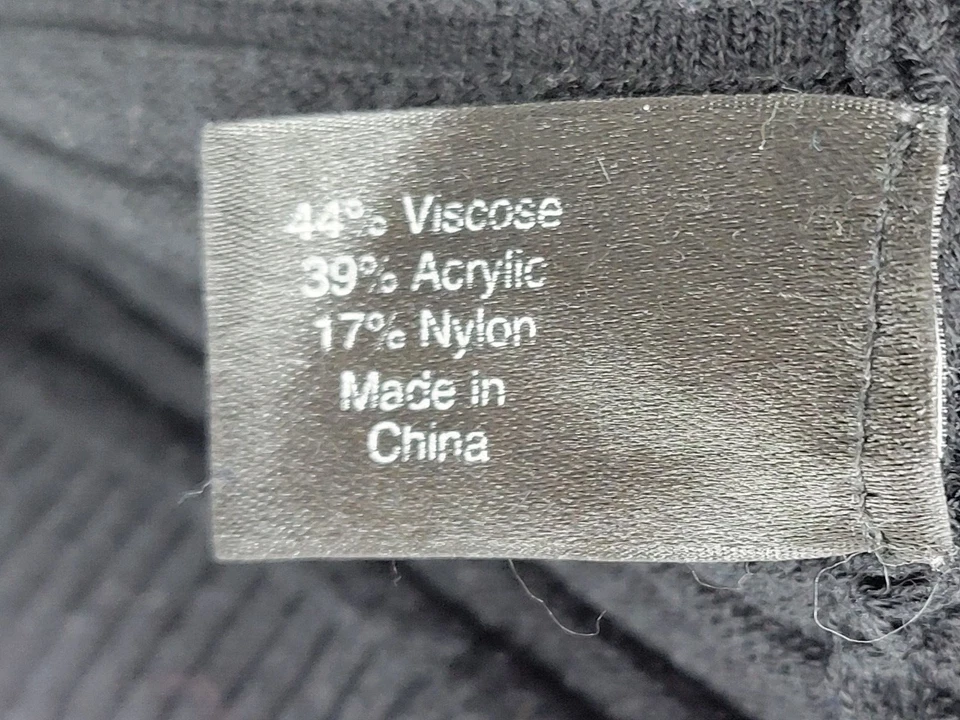 44% Viscose
39% Acrylic
17% Nylon
Made in
China